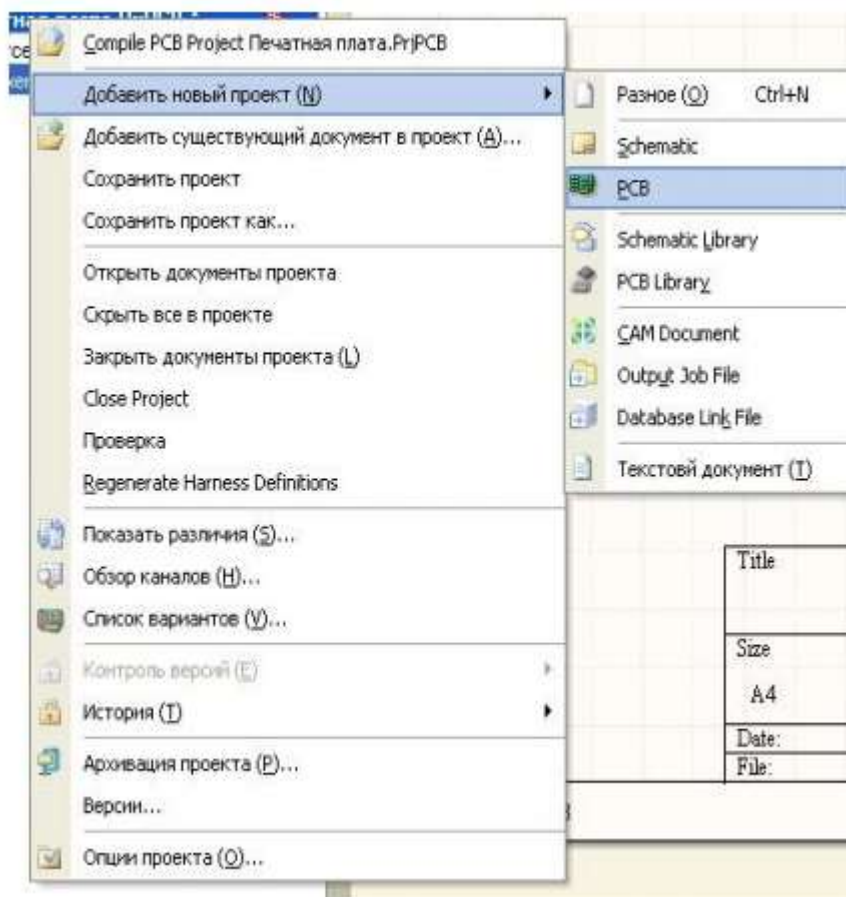 Compile PCB Project Печатная плата.PrjPCB
Добавить новый проект (N)
Добавить существующий документ в проект (A)...
Сохранить проект
Сохранить проект как...
Открыть документы проекта
Скрыть все в проекте
Закрыть документы проекта (L)
Close Project
Проверка
Regenerate Harness Definitions
Показать различия (S)...
Обзор каналов (H)...
Список вариантов (V)...
Контроль версий (E)
История (T)
Архивация проекта (P)...
Версии...
Опции проекта (O)...
Разное (O) Ctrl+N
Schematic
PCB
Schematic Library
PCB Library
CAM Document
Output Job File
Database Link File
Текстовй документ (T)
Title
Size
A4
Date:
File: